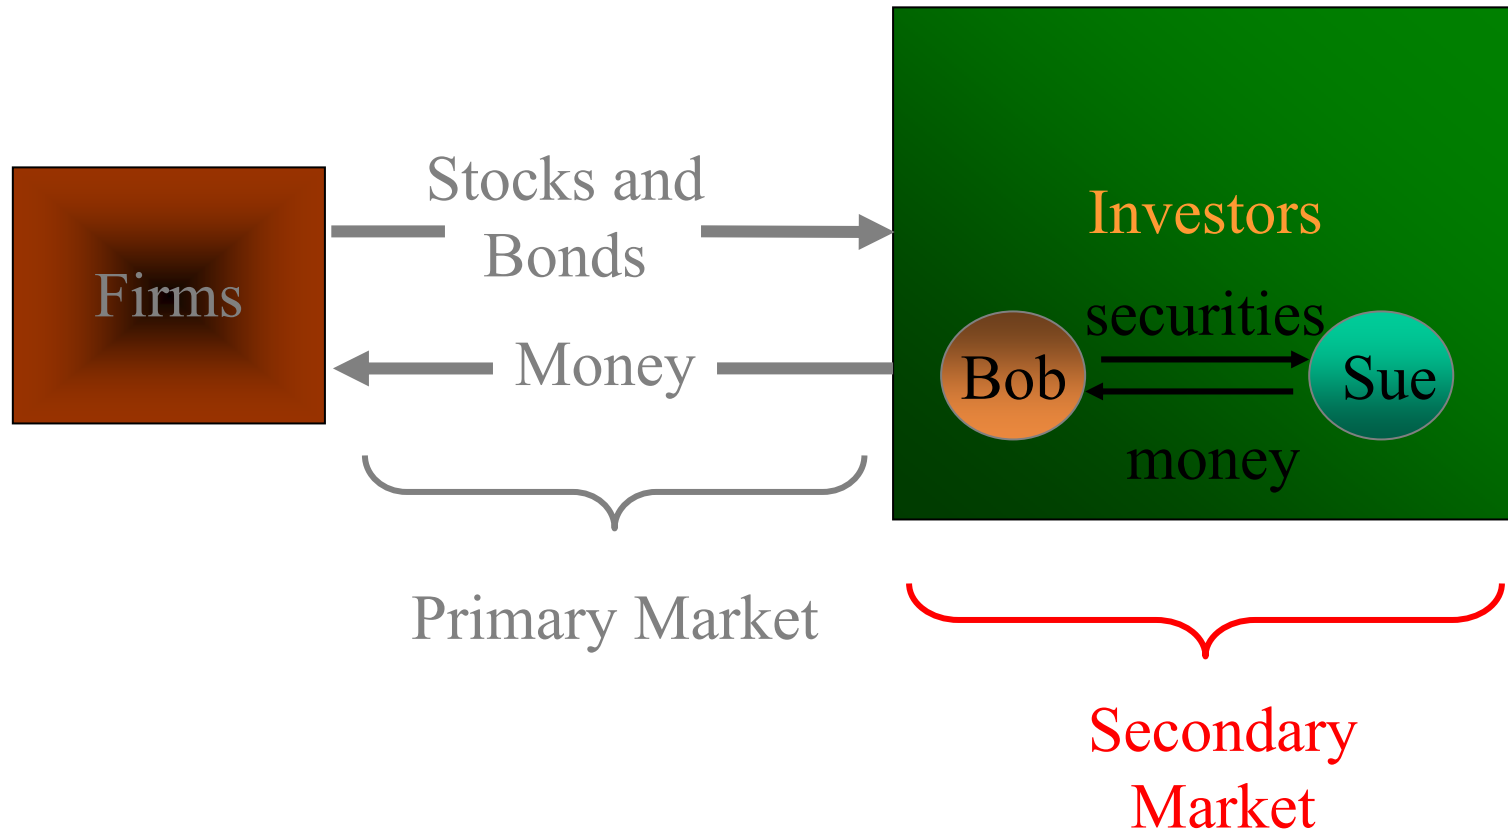 Stocks and
Bonds
Firms
Money
Primary Market
Investors
securities
Bob
Sue
money
Secondary
Market